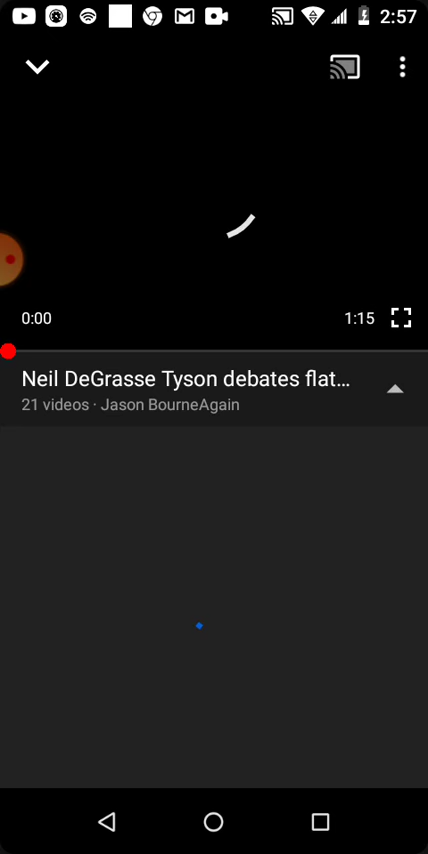 2:57
0:00
1:15
Neil DeGrasse Tyson debates flat...
21 videos · Jason BourneAgain